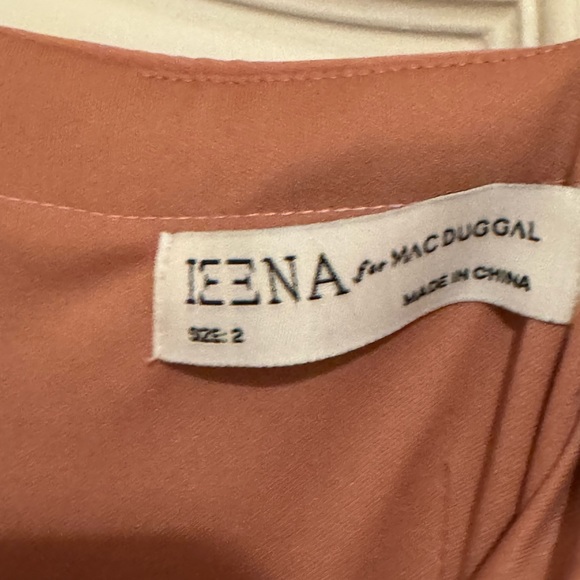 IEENA for MAC DUGGAL
MADE IN CHINA
SIZE: 2